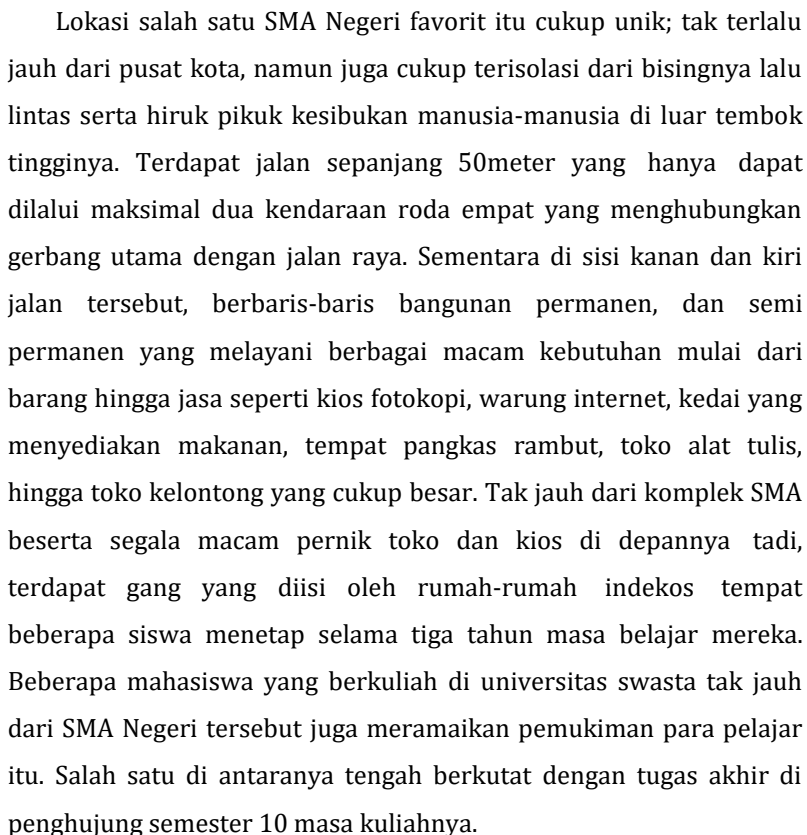 Lokasi salah satu SMA Negeri favorit itu cukup unik; tak terlalu
jauh dari pusat kota, namun juga cukup terisolasi dari bisingnya lalu
lintas serta hiruk pikuk kesibukan manusia-manusia di luar tembok
tingginya. Terdapat jalan sepanjang 50meter yang hanya dapat
dilalui maksimal dua kendaraan roda empat yang menghubungkan
gerbang utama dengan jalan raya. Sementara di sisi kanan dan kiri
jalan tersebut, berbaris-baris bangunan permanen, dan semi
permanen yang melayani berbagai macam kebutuhan mulai dari
barang hingga jasa seperti kios fotokopi, warung internet, kedai yang
menyediakan makanan, tempat pangkas rambut, toko alat tulis,
hingga toko kelontong yang cukup besar. Tak jauh dari komplek SMA
beserta segala macam pernik toko dan kios di depannya tadi,
terdapat gang yang diisi oleh rumah-rumah indekos tempat
beberapa siswa menetap selama tiga tahun masa belajar mereka.
Beberapa mahasiswa yang berkuliah di universitas swasta tak jauh
dari SMA Negeri tersebut juga meramaikan pemukiman para pelajar
itu. Salah satu di antaranya tengah berkutat dengan tugas akhir di
penghujung semester 10 masa kuliahnya.